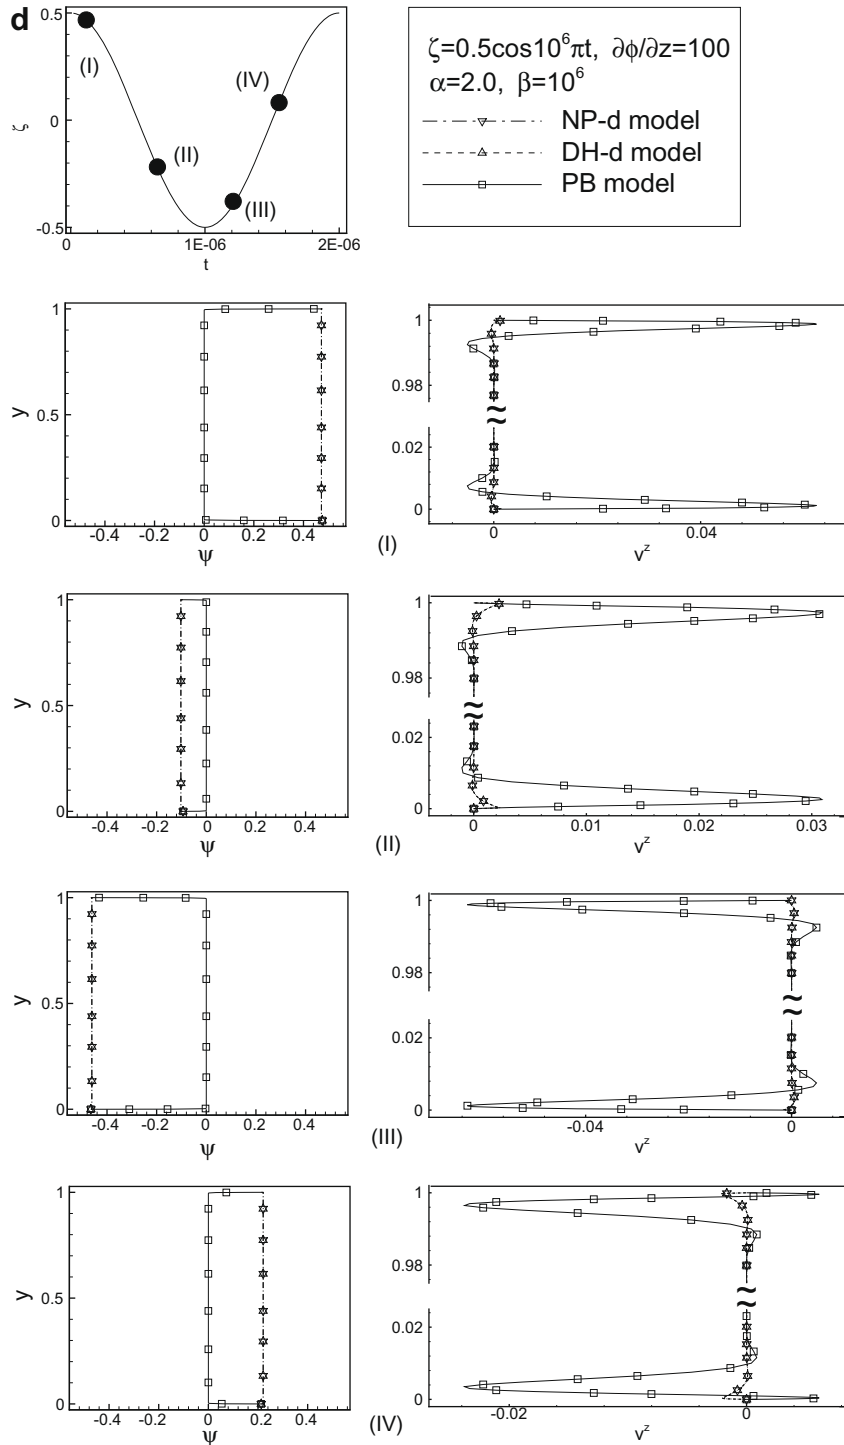 d
0.5
(I)
(IV)
ζ
0
(II)
(III)
-0.5
0
1E-06
2E-06
t
ζ=0.5cos10⁶πt, ∂ϕ/∂z=100
α=2.0, β=10⁶
NP-d model
DH-d model
PB model
1
y
0.5
0
-0.4 -0.2 0 0.2 0.4
ψ
1
0.98
≈
0.02
0
0 0.04
v^z
(I)
1
y
0.5
0
-0.4 -0.2 0 0.2 0.4
ψ
1
0.98
≈
0.02
0
0 0.01 0.02 0.03
v^z
(II)
1
y
0.5
0
-0.4 -0.2 0 0.2 0.4
ψ
1
0.98
≈
0.02
0
-0.04 0
v^z
(III)
1
y
0.5
0
-0.4 -0.2 0 0.2 0.4
ψ
1
0.98
≈
0.02
0
-0.02 0
v^z
(IV)